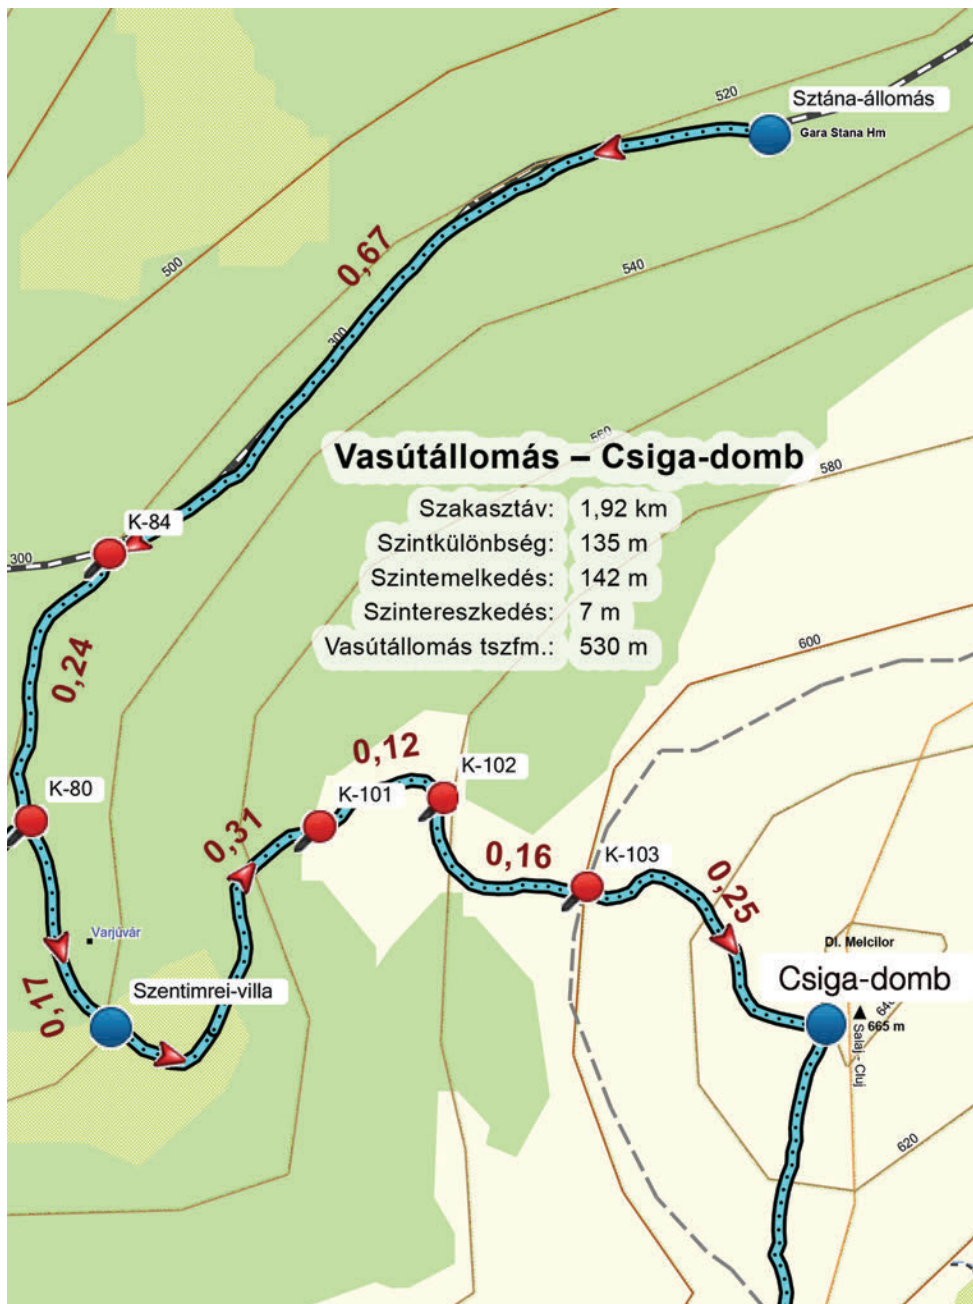 520
Sztána-állomás
Gara Stana Hm
0,67
500
540
300
560
Vasútállomás – Csiga-domb
580
Szakasztáv: 1,92 km
Szintkülönbség: 135 m
Szintemelkedés: 142 m
Szintereszkedés: 7 m
Vasútállomás tszfm.: 530 m
K-84
300
600
0,24
0,12
K-102
K-80
K-101
0,31
0,16
K-103
0,25
Varjúvár
Dl. Melcilor
0,17
Szentimrei-villa
Csiga-domb
640
665 m
Salaj - Cluj
620